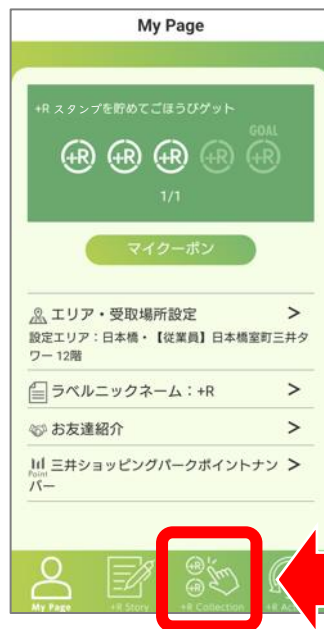 My Page
+R スタンプを貯めてごほうびゲット
GOAL
+R +R +R +R +R
1/1
マイクーポン
エリア・受取場所設定 >
設定エリア：日本橋・【従業員】日本橋室町三井タ
ワー 12階
ラベルニックネーム：+R >
お友達紹介 >
Point 三井ショッピングパークポイントナン >
バー
+R
+R
My Page +R Story +R Collection +R Ac